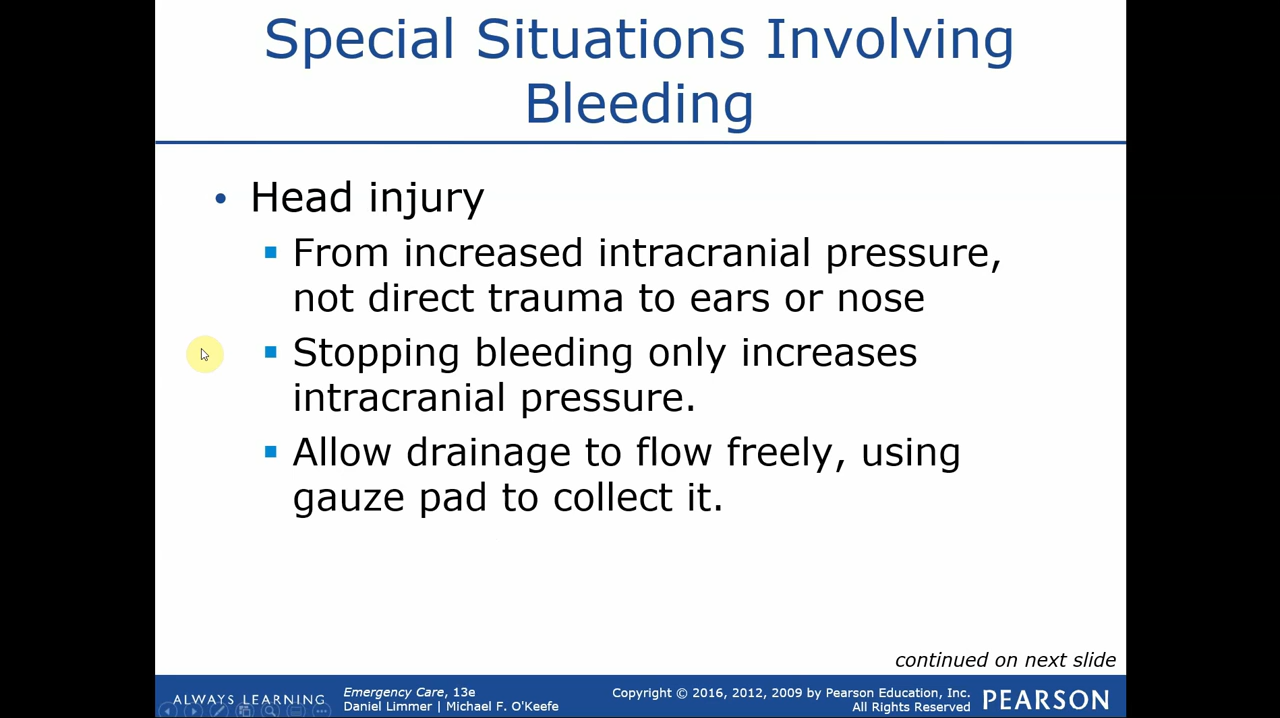 Special Situations Involving
Bleeding
• Head injury
▪ From increased intracranial pressure,
not direct trauma to ears or nose
▪ Stopping bleeding only increases
intracranial pressure.
▪ Allow drainage to flow freely, using
gauze pad to collect it.
continued on next slide
ALWAYS LEARNING
Emergency Care, 13e
Daniel Limmer | Michael F. O'Keefe
Copyright © 2016, 2012, 2009 by Pearson Education, Inc.
All Rights Reserved
PEARSON